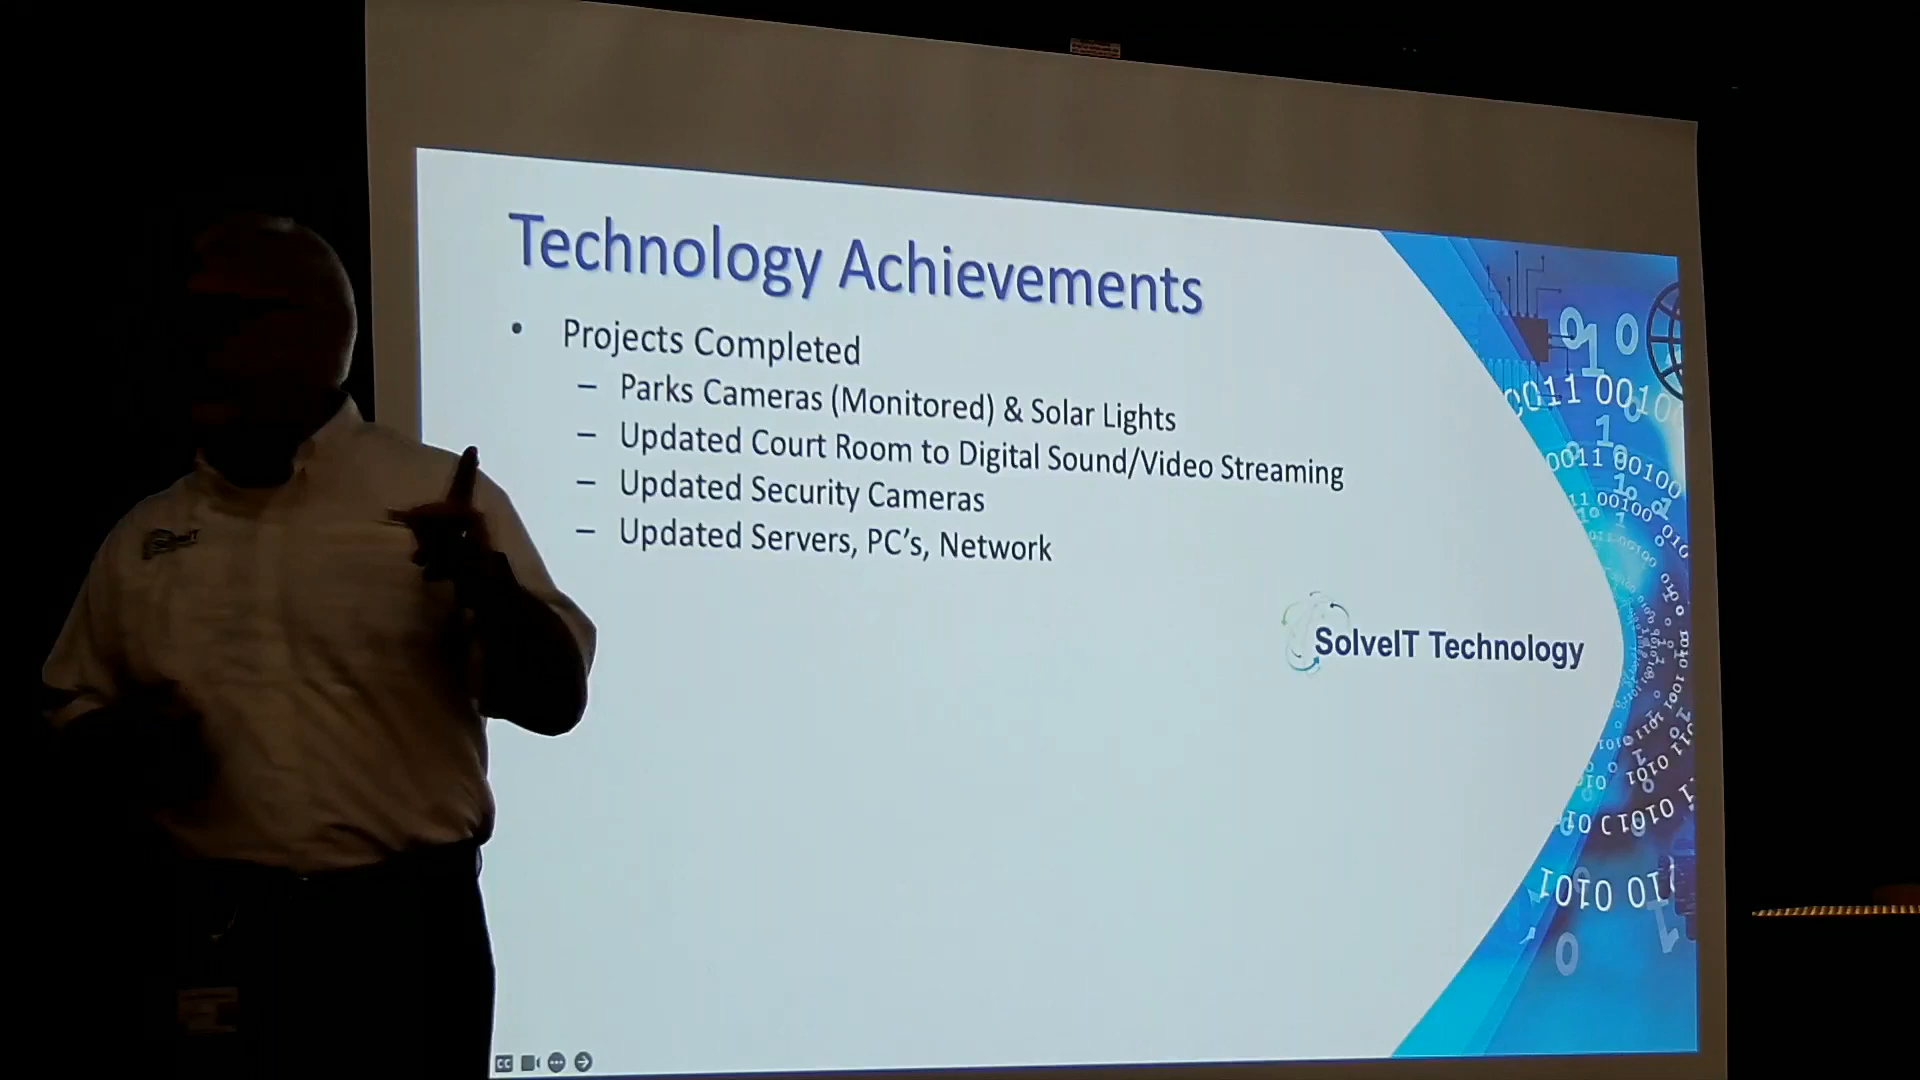 Technology Achievements
• Projects Completed
– Parks Cameras (Monitored) & Solar Lights
– Updated Court Room to Digital Sound/Video Streaming
– Updated Security Cameras
– Updated Servers, PC's, Network
SolveIT Technology